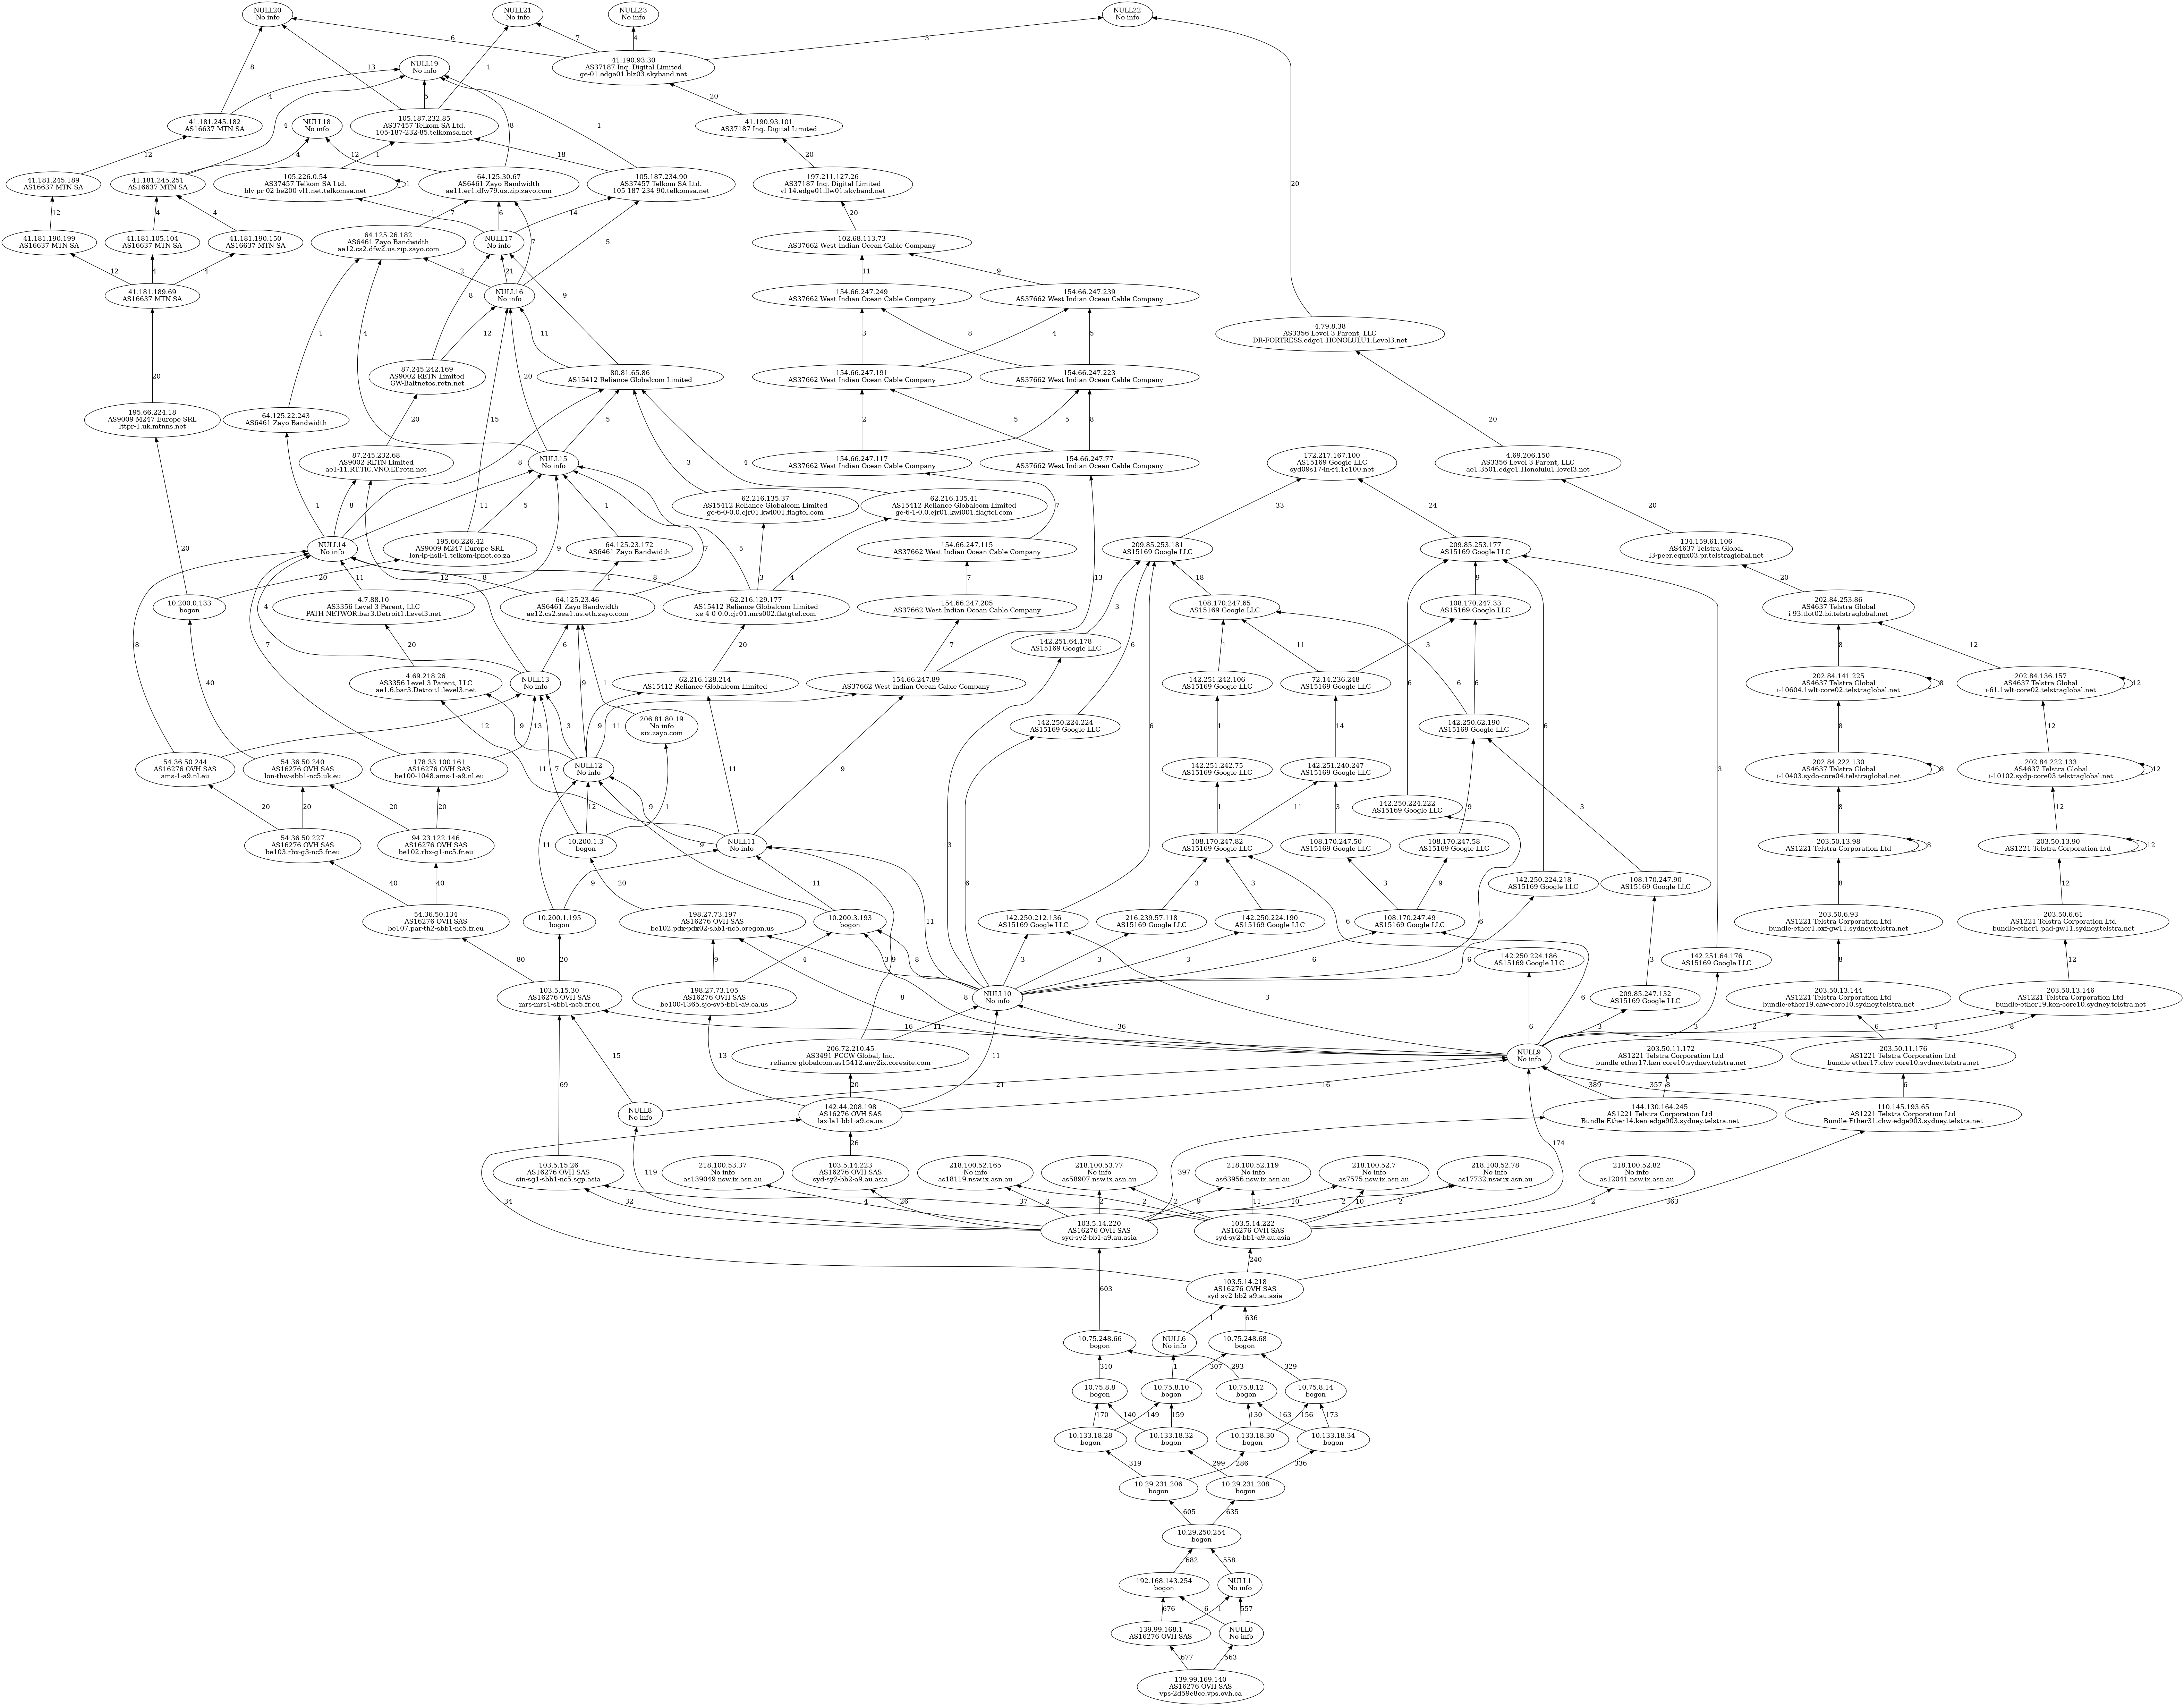 NULL20
No info
NULL21
No info
NULL23
No info
NULL22
No info
6
7
4
3
41.190.93.30
AS37187 Inq. Digital Limited
ge-01.edge01.blz03.skyband.net
8
13
1
NULL19
No info
4
5
20
41.181.245.182
AS16637 MTN SA
NULL18
No info
105.187.232.85
AS37457 Telkom SA Ltd.
105-187-232-85.telkomsa.net
41.190.93.101
AS37187 Inq. Digital Limited
4
8
1
12
4
12
1
18
20
41.181.245.189
AS16637 MTN SA
41.181.245.251
AS16637 MTN SA
105.226.0.54
AS37457 Telkom SA Ltd.
blv-pr-02-be200-vl1.net.telkomsa.net
1
64.125.30.67
AS6461 Zayo Bandwidth
ae11.er1.dfw79.us.zip.zayo.com
105.187.234.90
AS37457 Telkom SA Ltd.
105-187-234-90.telkomsa.net
197.211.127.26
AS37187 Inq. Digital Limited
vl-14.edge01.llw01.skyband.net
20
12
4
4
7
1
6
14
20
41.181.190.199
AS16637 MTN SA
41.181.105.104
AS16637 MTN SA
41.181.190.150
AS16637 MTN SA
64.125.26.182
AS6461 Zayo Bandwidth
ae12.cs2.dfw2.us.zip.zayo.com
NULL17
No info
7
5
102.68.113.73
AS37662 West Indian Ocean Cable Company
12
4
4
2
21
11
9
41.181.189.69
AS16637 MTN SA
NULL16
No info
8
9
154.66.247.249
AS37662 West Indian Ocean Cable Company
154.66.247.239
AS37662 West Indian Ocean Cable Company
1
4
12
11
3
4
8
5
4.79.8.38
AS3356 Level 3 Parent, LLC
DR-FORTRESS.edge1.HONOLULU1.Level3.net
20
87.245.242.169
AS9002 RETN Limited
GW-Baltnetos.retn.net
20
80.81.65.86
AS15412 Reliance Globalcom Limited
154.66.247.191
AS37662 West Indian Ocean Cable Company
154.66.247.223
AS37662 West Indian Ocean Cable Company
195.66.224.18
AS9009 M247 Europe SRL
lttpr-1.uk.mtnns.net
64.125.22.243
AS6461 Zayo Bandwidth
20
15
5
2
5
5
8
20
87.245.232.68
AS9002 RETN Limited
ae1-11.RT.TIC.VNO.LT.retn.net
8
NULL15
No info
3
4
154.66.247.117
AS37662 West Indian Ocean Cable Company
154.66.247.77
AS37662 West Indian Ocean Cable Company
172.217.167.100
AS15169 Google LLC
syd09s17-in-f4.1e100.net
4.69.206.150
AS3356 Level 3 Parent, LLC
ae1.3501.edge1.Honolulu1.level3.net
1
8
11
5
1
62.216.135.37
AS15412 Reliance Globalcom Limited
ge-6-0-0.0.ejr01.kwi001.flagtel.com
62.216.135.41
AS15412 Reliance Globalcom Limited
ge-6-1-0.0.ejr01.kwi001.flagtel.com
7
33
24
20
NULL14
No info
195.66.226.42
AS9009 M247 Europe SRL
lon-ip-hsll-1.telkom-ipnet.co.za
9
64.125.23.172
AS6461 Zayo Bandwidth
7
5
154.66.247.115
AS37662 West Indian Ocean Cable Company
209.85.253.181
AS15169 Google LLC
209.85.253.177
AS15169 Google LLC
134.159.61.106
AS4637 Telstra Global
l3-peer.eqnx03.pr.telstraglobal.net
20
20
11
12
8
1
8
3
4
7
13
18
9
20
10.200.0.133
bogon
4
4.7.88.10
AS3356 Level 3 Parent, LLC
PATH-NETWOR.bar3.Detroit1.Level3.net
64.125.23.46
AS6461 Zayo Bandwidth
ae12.cs2.sea1.us.eth.zayo.com
62.216.129.177
AS15412 Reliance Globalcom Limited
xe-4-0-0.0.cjr01.mrs002.flatgtel.com
154.66.247.205
AS37662 West Indian Ocean Cable Company
3
108.170.247.65
AS15169 Google LLC
108.170.247.33
AS15169 Google LLC
202.84.253.86
AS4637 Telstra Global
i-93.tlot02.bi.telstraglobal.net
8
7
20
6
20
7
142.251.64.178
AS15169 Google LLC
6
1
11
3
8
12
40
4.69.218.26
AS3356 Level 3 Parent, LLC
ae1.6.bar3.Detroit1.level3.net
NULL13
No info
9
1
62.216.128.214
AS15412 Reliance Globalcom Limited
154.66.247.89
AS37662 West Indian Ocean Cable Company
142.251.242.106
AS15169 Google LLC
72.14.236.248
AS15169 Google LLC
6
6
202.84.141.225
AS4637 Telstra Global
i-10604.1wlt-core02.telstraglobal.net
8
202.84.136.157
AS4637 Telstra Global
i-61.1wlt-core02.telstraglobal.net
12
12
13
9
3
9
11
206.81.80.19
No info
six.zayo.com
142.250.224.224
AS15169 Google LLC
6
1
14
142.250.62.190
AS15169 Google LLC
6
8
12
54.36.50.244
AS16276 OVH SAS
ams-1-a9.nl.eu
54.36.50.240
AS16276 OVH SAS
lon-thw-sbb1-nc5.uk.eu
178.33.100.161
AS16276 OVH SAS
be100-1048.ams-1-a9.nl.eu
11
7
NULL12
No info
11
9
142.251.242.75
AS15169 Google LLC
142.251.240.247
AS15169 Google LLC
3
202.84.222.130
AS4637 Telstra Global
i-10403.sydo-core04.telstraglobal.net
8
202.84.222.133
AS4637 Telstra Global
i-10102.sydp-core03.telstraglobal.net
12
20
20
20
20
12
1
9
1
11
3
142.250.224.222
AS15169 Google LLC
9
3
8
12
54.36.50.227
AS16276 OVH SAS
be103.rbx-g3-nc5.fr.eu
94.23.122.146
AS16276 OVH SAS
be102.rbx-g1-nc5.fr.eu
11
10.200.1.3
bogon
9
NULL11
No info
3
108.170.247.82
AS15169 Google LLC
108.170.247.50
AS15169 Google LLC
108.170.247.58
AS15169 Google LLC
203.50.13.98
AS1221 Telstra Corporation Ltd
8
203.50.13.90
AS1221 Telstra Corporation Ltd
12
40
40
9
20
11
6
6
3
3
3
9
142.250.224.218
AS15169 Google LLC
108.170.247.90
AS15169 Google LLC
8
12
54.36.50.134
AS16276 OVH SAS
be107.par-th2-sbb1-nc5.fr.eu
10.200.1.195
bogon
198.27.73.197
AS16276 OVH SAS
be102.pdx-pdx02-sbb1-nc5.oregon.us
10.200.3.193
bogon
11
142.250.212.136
AS15169 Google LLC
216.239.57.118
AS15169 Google LLC
142.250.224.190
AS15169 Google LLC
6
108.170.247.49
AS15169 Google LLC
6
203.50.6.93
AS1221 Telstra Corporation Ltd
bundle-ether1.oxf-gw11.sydney.telstra.net
203.50.6.61
AS1221 Telstra Corporation Ltd
bundle-ether1.pad-gw11.sydney.telstra.net
80
20
9
4
3
9
8
3
3
3
6
6
142.250.224.186
AS15169 Google LLC
3
142.251.64.176
AS15169 Google LLC
8
12
103.5.15.30
AS16276 OVH SAS
mrs-mrs1-sbb1-nc5.fr.eu
198.27.73.105
AS16276 OVH SAS
be100-1365.sjo-sv5-bb1-a9.ca.us
8
8
NULL10
No info
3
6
209.85.247.132
AS15169 Google LLC
203.50.13.144
AS1221 Telstra Corporation Ltd
bundle-ether19.chw-core10.sydney.telstra.net
203.50.13.146
AS1221 Telstra Corporation Ltd
bundle-ether19.ken-core10.sydney.telstra.net
16
11
36
6
3
3
2
4
6
8
15
13
206.72.210.45
AS3491 PCCW Global, Inc.
reliance-globalcom.as15412.any2ix.coresite.com
11
NULL9
No info
203.50.11.172
AS1221 Telstra Corporation Ltd
bundle-ether17.ken-core10.sydney.telstra.net
203.50.11.176
AS1221 Telstra Corporation Ltd
bundle-ether17.chw-core10.sydney.telstra.net
69
20
21
16
389
8
357
6
NULL8
No info
142.44.208.198
AS16276 OVH SAS
lax-la1-bb1-a9.ca.us
144.130.164.245
AS1221 Telstra Corporation Ltd
Bundle-Ether14.ken-edge903.sydney.telstra.net
110.145.193.65
AS1221 Telstra Corporation Ltd
Bundle-Ether31.chw-edge903.sydney.telstra.net
26
174
103.5.15.26
AS16276 OVH SAS
sin-sg1-sbb1-nc5.sgp.asia
119
218.100.53.37
No info
as139049.nsw.ix.asn.au
103.5.14.223
AS16276 OVH SAS
syd-sy2-bb2-a9.au.asia
218.100.52.165
No info
as18119.nsw.ix.asn.au
218.100.53.77
No info
as58907.nsw.ix.asn.au
397
218.100.52.119
No info
as63956.nsw.ix.asn.au
218.100.52.7
No info
as7575.nsw.ix.asn.au
218.100.52.78
No info
as17732.nsw.ix.asn.au
218.100.52.82
No info
as12041.nsw.ix.asn.au
34
32
4
26
37
2
2
2
2
9
11
10
10
2
2
2
363
103.5.14.220
AS16276 OVH SAS
syd-sy2-bb1-a9.au.asia
103.5.14.222
AS16276 OVH SAS
syd-sy2-bb1-a9.au.asia
240
603
103.5.14.218
AS16276 OVH SAS
syd-sy2-bb2-a9.au.asia
1
636
10.75.248.66
bogon
NULL6
No info
10.75.248.68
bogon
310
1
307
293
329
10.75.8.8
bogon
10.75.8.10
bogon
10.75.8.12
bogon
10.75.8.14
bogon
170
140
149
159
130
163
156
173
10.133.18.28
bogon
10.133.18.32
bogon
10.133.18.30
bogon
10.133.18.34
bogon
319
299
286
336
10.29.231.206
bogon
10.29.231.208
bogon
605
635
10.29.250.254
bogon
682
558
192.168.143.254
bogon
NULL1
No info
676
1
6
557
139.99.168.1
AS16276 OVH SAS
NULL0
No info
677
563
139.99.169.140
AS16276 OVH SAS
vps-2d59e8ce.vps.ovh.ca